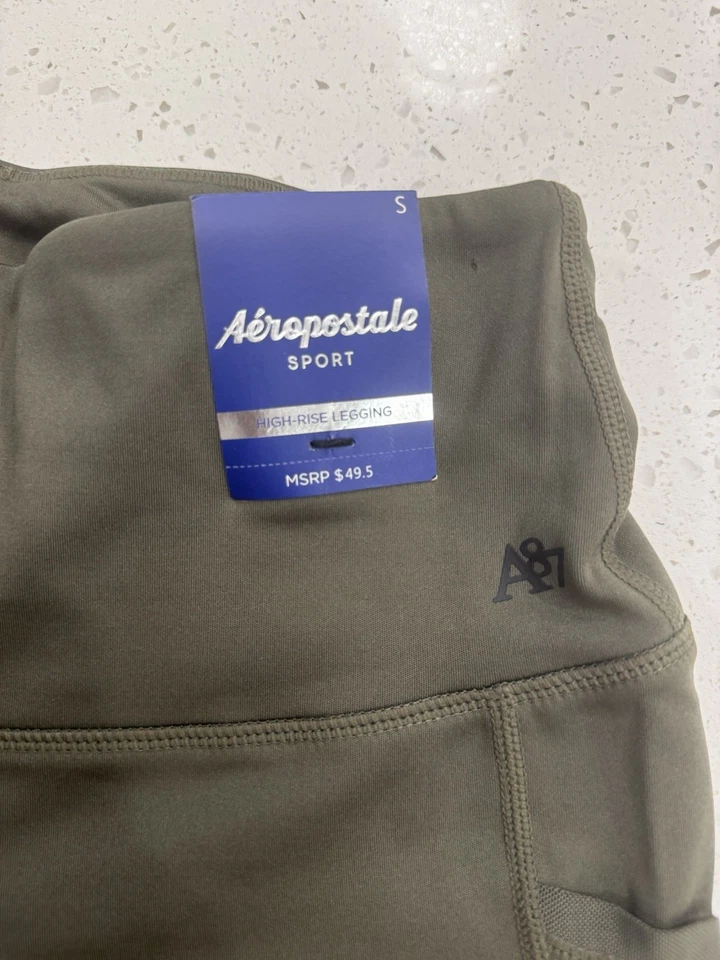 S
Aéropostale
SPORT
HIGH-RISE LEGGING
MSRP $49.5
A87